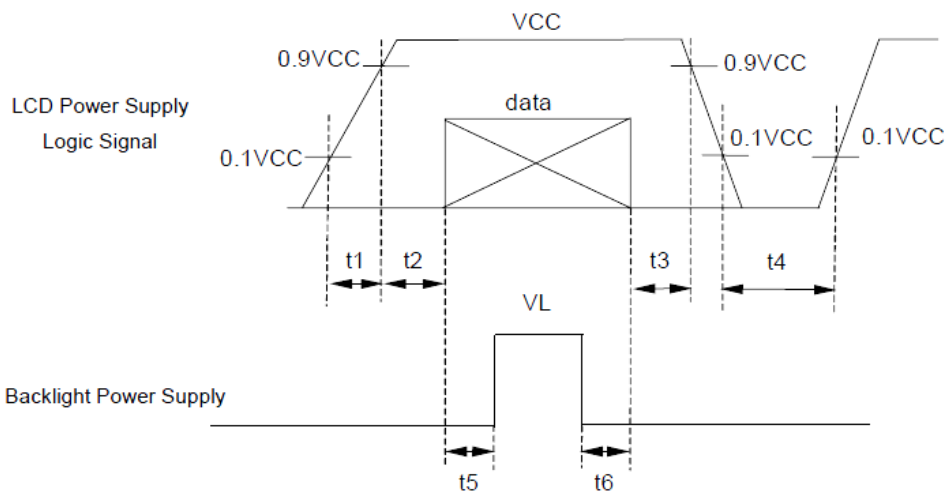 VCC
0.9VCC
0.9VCC
LCD Power Supply
Logic Signal
data
0.1VCC
0.1VCC
0.1VCC
t1
t2
t3
t4
VL
Backlight Power Supply
t5
t6